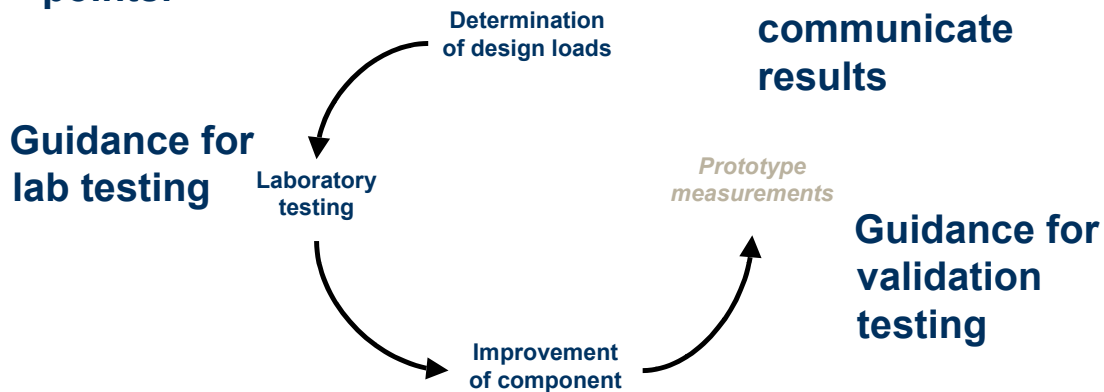 points:
Determination
of design loads
communicate
results
Guidance for
lab testing
Laboratory
testing
Prototype
measurements
Guidance for
validation
testing
Improvement
of component